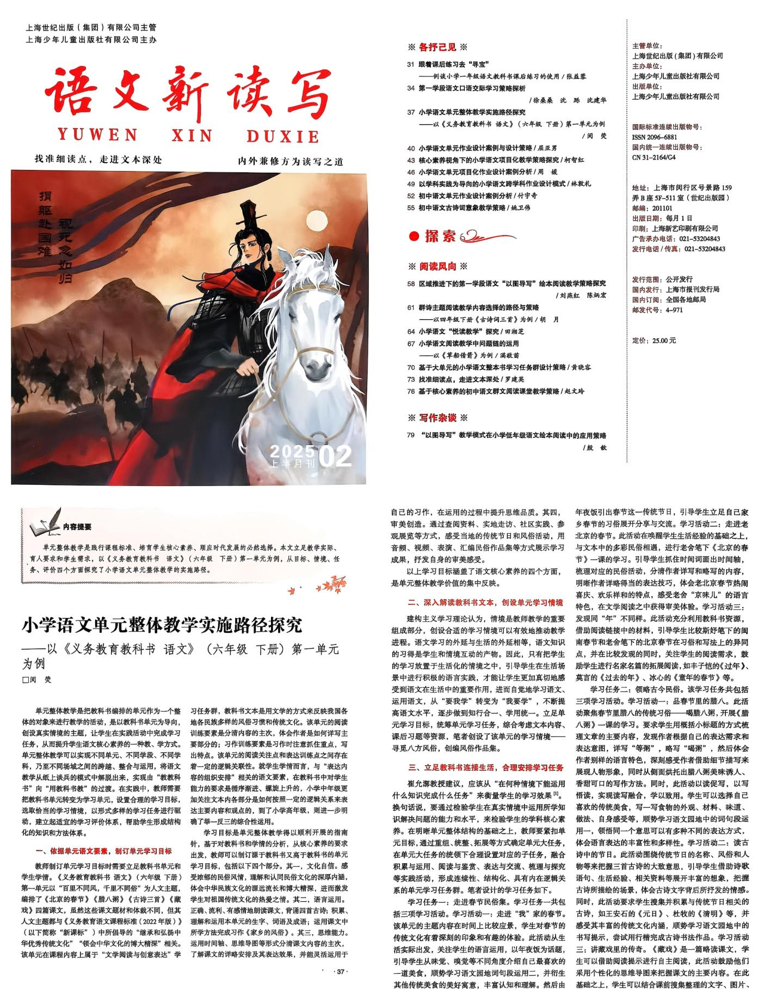 上海世纪出版（集团）有限公司主管
上海少年儿童出版社有限公司主办
语文新读写
YUWEN XIN DUXIE
找准细读点，走进文本深处
内外兼修方为读写之道
捐躯赴国难
视死忽如归
2025
上半月刊
02
※ 各抒己见 ※
31 跟着课后练习去“寻宝”
——例谈小学一年级语文教科书课后练习的使用 / 张益蓉
34 第一学段语文口语交际学习策略探析
/ 徐桑桑 沈 跞 沈建华
37 小学语文单元整体教学实施路径探究
——以《义务教育教科书 语文》（六年级 下册）第一单元为例
/ 闵 荧
40 小学语文单元作业设计案例与设计策略 / 屈亚男
43 核心素养视角下的小学语文项目化教学策略探究 / 柯智红
46 小学语文单元项目化作业设计案例分析 / 周 媛
49 以学科实践为导向的小学语文跨学科作业设计模式 / 林敦礼
52 初中语文单元作业设计案例分析 / 付宇奇
55 初中语文古诗词意象教学策略 / 姚卫伟
● 探索
※ 阅读风向 ※
58 区域推进下的第一学段语文“以图导写”绘本阅读教学策略探究
/ 刘燕红 陈炳宏
61 群诗主题阅读教学内容选择的路径与策略
——以四年级下册《古诗词三首》为例 / 胡 月
64 小学语文“悦读教学”探究 / 田湘芝
67 小学语文阅读教学中问题链的运用
——以《草船借箭》为例 / 满敬苗
70 基于大单元的小学语文整本书学习任务群设计策略 / 黄晓容
73 找准细读点，走进文本深处 / 罗建英
76 基于核心素养的初中语文群文阅读课堂教学策略 / 赵文玲
※ 写作杂谈 ※
79 “以图导写”教学模式在小学低年级语文绘本阅读中的应用策略
/ 殷 歆
主管单位：
上海世纪出版（集团）有限公司
主办单位：
上海少年儿童出版社有限公司
出版单位：
上海少年儿童出版社有限公司
国际标准连续出版物号：
ISSN 2096-6881
国内统一连续出版物号：
CN 31-2164/G4
地址：上海市闵行区号景路 159
弄 B 座 5F-511 室（世纪出版园）
邮编：201101
出版日期：每月 1 日
印刷：上海新艺印刷有限公司
广告承办电话：021-53204843
发行电话 / 传真：021-53204843
发行范围：公开发行
国内发行：上海市报刊发行局
国内订阅：全国各地邮局
邮发代号：4-971
定价：25.00 元
内容提要
单元整体教学是践行课程标准、培育学生核心素养、顺应时代发展的必然选择。本文立足教学实际、
育人要求和学生需求，以《义务教育教科书 语文》（六年级 下册）第一单元为例，从目标、情境、任
务、评价四个方面探究了小学语文单元整体教学的实施路径。
小学语文单元整体教学实施路径探究
——以《义务教育教科书 语文》（六年级 下册）第一单元
为例
□闵 荧
单元整体教学是把教科书编排的单元作为一个整
体的对象来进行教学的活动，是以教科书单元为导向，
创设真实情境的主题，让学生在实践活动中完成学习
任务，从而提升学生语文核心素养的一种教、学方式。
单元整体教学可以实现不同单元、不同学段、不同学
科，乃至不同场域之间的跨越、整合与运用，将语文
教学从纸上谈兵的模式中解脱出来，实现由“教教科
书”向“用教科书教”的过渡。在实践中，教师需要
把教科书单元转变为学习单元，设置合理的学习目标，
选取恰当的学习情境，以形式多样的学习任务进行驱
动，建立起适宜的学习评价体系，帮助学生形成结构
化的知识和方法体系。
一、依据单元语文要素，制订单元学习目标
教师制订单元学习目标时需要立足教科书单元和
学生学情。《义务教育教科书 语文》（六年级 下册）
第一单元以“百里不同风，千里不同俗”为人文主题，
编排了《北京的春节》《腊八粥》《古诗三首》《藏
戏》四篇课文，虽然这些课文题材和体裁不同，但其
人文主题都与《义务教育语文课程标准（2022 年版）》
（以下简称“新课标”）中所倡导的“继承和弘扬中
华优秀传统文化”“领会中华文化的博大精深”相关。
该单元在课程内容上属于“文学阅读与创意表达”学
习任务群，教科书文本是用文学的方式来反映我国各
地各民族多样的风俗习惯和传统文化。该单元的阅读
训练要素是分清内容的主次，体会作者是如何详写主
要部分的；习作训练要素是习作时注意抓住重点，写
出特点。该单元的阅读关注点和表达训练点之间存在
着一定的逻辑关联性。就学生学情而言，与“表达内
容的组织安排”相关的语文要素，在教科书中对学生
能力的要求是循序渐进、螺旋上升的，小学中年级更
加关注文本内各部分是如何按照一定的逻辑关系来表
达主要内容和观点的，到了小学高年级，则进一步明
确了举一反三的综合性运用。
学习目标是单元整体教学得以顺利开展的指南
针，基于对教科书和学情的分析，从核心素养的要求
出发，教师可以制订源于教科书又高于教科书的单元
学习目标，包括以下四个部分。其一，文化自信。感
受浓郁的民俗风情，理解和认同民俗文化的深厚内涵，
体会中华民族文化的源远流长和博大精深，进而激发
学生对祖国传统文化的热爱之情。其二，语言运用。
正确、流利、有感情地朗读课文，背诵四首古诗；积累、
理解和运用本单元的生字、词语及成语；运用课文中
所学方法完成习作《家乡的风俗》。其三，思维能力。
运用时间轴、思维导图等形式分清课文内容的主次，
了解课文的详略安排及其表达效果，并能灵活运用于
· 37 ·
自己的习作，在运用的过程中提升思维品质。其四，
审美创造。通过查阅资料、实地走访、社区实践、参
观展览等方式，感受当地的传统节日和风俗活动，用
音频、视频、表演、汇编民俗作品集等方式展示学习
成果，抒发自身的审美感受。
以上学习目标涵盖了语文核心素养的四个方面，
是单元整体教学价值的集中反映。
二、深入解读教科书文本，创设单元学习情境
建构主义学习理论认为，情境是教师教学的重要
组成部分，创设合适的学习情境可以有效地推动教学
进程。语文学习的外延与生活的外延相等，语文知识
的习得是学生和情境互动的产物。因此，只有把学生
的学习放置于生活化的情境之中，引导学生在生活场
景中进行积极的语言实践，才能让学生更加真切地感
受到语文在生活中的重要作用，进而自觉地学习语文、
运用语文，从“要我学”转变为“我要学”，不断提
高语文水平，逐步做到知行合一、学用统一。立足单
元学习目标，统筹单元学习任务，综合考虑文本内容、
课后习题等资源，笔者创设了该单元的学习情境——
寻觅八方风俗，创编风俗作品集。
三、立足教科书连接生活，合理安排学习任务
崔允漷教授建议，应该从“在何种情境下能运用
什么知识完成什么任务”来衡量学生的学习效果[1]。
换句话说，要通过检验学生在真实情境中运用所学知
识解决问题的能力和水平，来检验学生的学科核心素
养。在明晰单元整体结构的基础之上，教师要紧扣单
元目标，通过重组、统整、拓展等方式确定单元大任务，
在单元大任务的统领下合理设置对应的子任务，融合
积累与运用、阅读与鉴赏、表达与交流、梳理与探究
等实践活动，形成连续性、结构化、具有内在逻辑关
系的单元学习任务群。笔者设计的学习任务如下。
学习任务一：走进春节民俗集。学习任务一共包
括三项学习活动。学习活动一：走进“我”家的春节。
该单元的主题内容在时间上比较应景，学生对春节的
传统文化有着深刻的印象和有趣的体验。此活动从生
活实际出发，关注学生的语言运用，以年夜饭为话题，
引导学生从味觉、嗅觉等不同角度介绍自己最喜欢的
一道美食，顺势学习语文园地词句段运用二，并衍生
其他传统美食的美好寓意，丰富认知和理解。然后由
年夜饭引出春节这一传统节日，引导学生立足自己家
乡春节的习俗展开分享与交流。学习活动二：走进老
北京的春节。此活动在唤醒学生生活经验的基础之上，
与文本中的多彩民俗相遇，进行老舍笔下《北京的春
节》一课的学习。引导学生抓住时间词画出时间轴，
梳理对应的民俗活动，分清作者详写和略写的内容，
明晰作者详略得当的表达技巧，体会老北京春节热闹
喜庆、欢乐祥和的特点，感受老舍“京味儿”的语言
特色，在文学阅读之中获得审美体验。学习活动三：
发现同“年”不同样。此活动充分利用教科书资源，
借助阅读链接中的材料，引导学生比较斯妤笔下的闽
南春节和老舍笔下的北京春节在习俗和写法上的异同
点，并在比较发现的同时，关注学生的阅读需求，鼓
励学生进行名家名篇的拓展阅读，如丰子恺的《过年》、
莫言的《过去的年》、冰心的《童年的春节》等。
学习任务二：领略古今民俗。该学习任务共包括
三项学习活动。学习活动一：品春节里的腊八。此活
动聚焦春节里腊八的传统习俗——喝腊八粥，开展《腊
八粥》一课的学习。要求学生用概括小标题的方式梳
理文章的主要内容，发现作者根据自己的表达需求和
表达意图，详写“等粥”，略写“喝粥”，然后体会
作者别样的语言特色，深刻感受作者借助细节描写来
展现人物形象，同时从侧面烘托出腊八粥美味诱人、
香甜可口的写作方法。同时，此活动以读促写，以写
悟读，实现读写融合，学以致用。学生可以选择自己
喜欢的传统美食，写一写食物的外观、材料、味道、
做法、自身感受等，顺势学习语文园地中的词句段运
用一，领悟同一个意思可以有多种不同的表达方式，
体会语言表达的丰富性和多样性。学习活动二：读古
诗中的节日。此活动围绕传统节日的名称、风俗和人
物等来把握三首古诗的大致意思，引导学生借助诗歌
语句、生活经验、相关资料等展开丰富的想象，把握
古诗所描绘的场景，体会古诗文字背后所抒发的情感。
同时，此活动要求学生搜集并积累与传统节日相关的
古诗，如王安石的《元日》、杜牧的《清明》等，并
感受其丰富的传统文化内涵，顺势学习语文园地中的
书写提示，尝试用行楷完成古诗书法作品。学习活动
三：讲藏戏里的传奇。《藏戏》是一篇略读课文，学
生可以借助阅读提示进行自主阅读，此活动鼓励他们
采用个性化的思维导图来把握课文的主要内容。在此
基础之上，学生可以结合课前搜集整理的文字、图片、